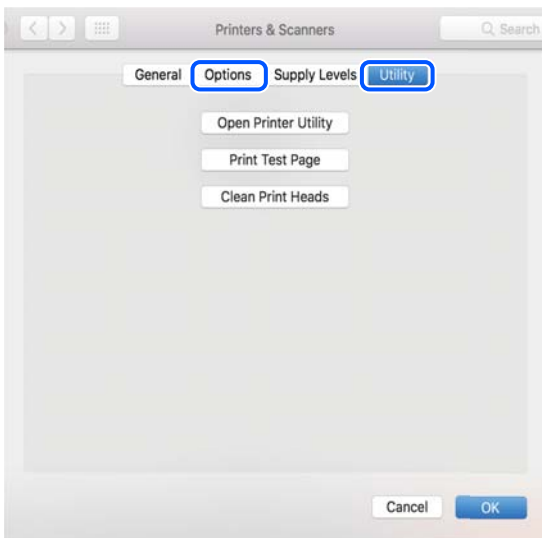 Printers & Scanners Search
General Options Supply Levels Utility
Open Printer Utility
Print Test Page
Clean Print Heads
Cancel OK